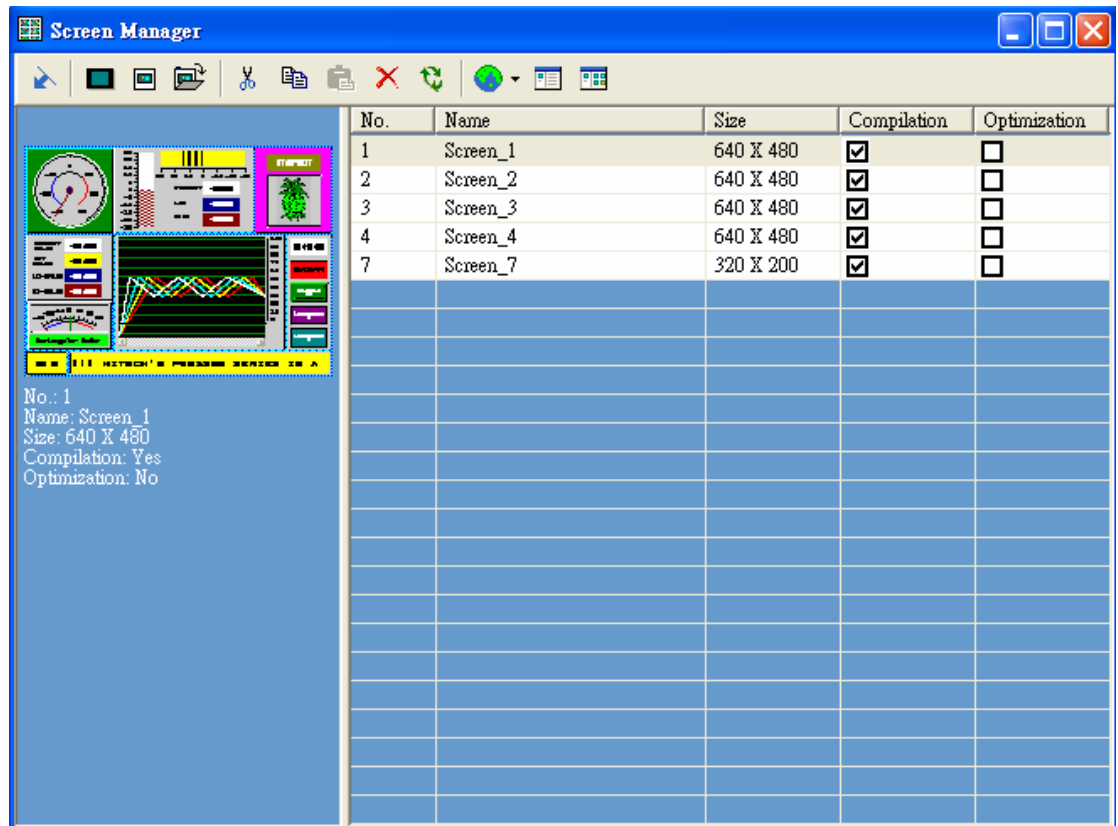 Screen Manager
No. Name Size Compilation Optimization
1 Screen_1 640 X 480
2 Screen_2 640 X 480
3 Screen_3 640 X 480
4 Screen_4 640 X 480
7 Screen_7 320 X 200
No.: 1
Name: Screen_1
Size: 640 X 480
Compilation: Yes
Optimization: No